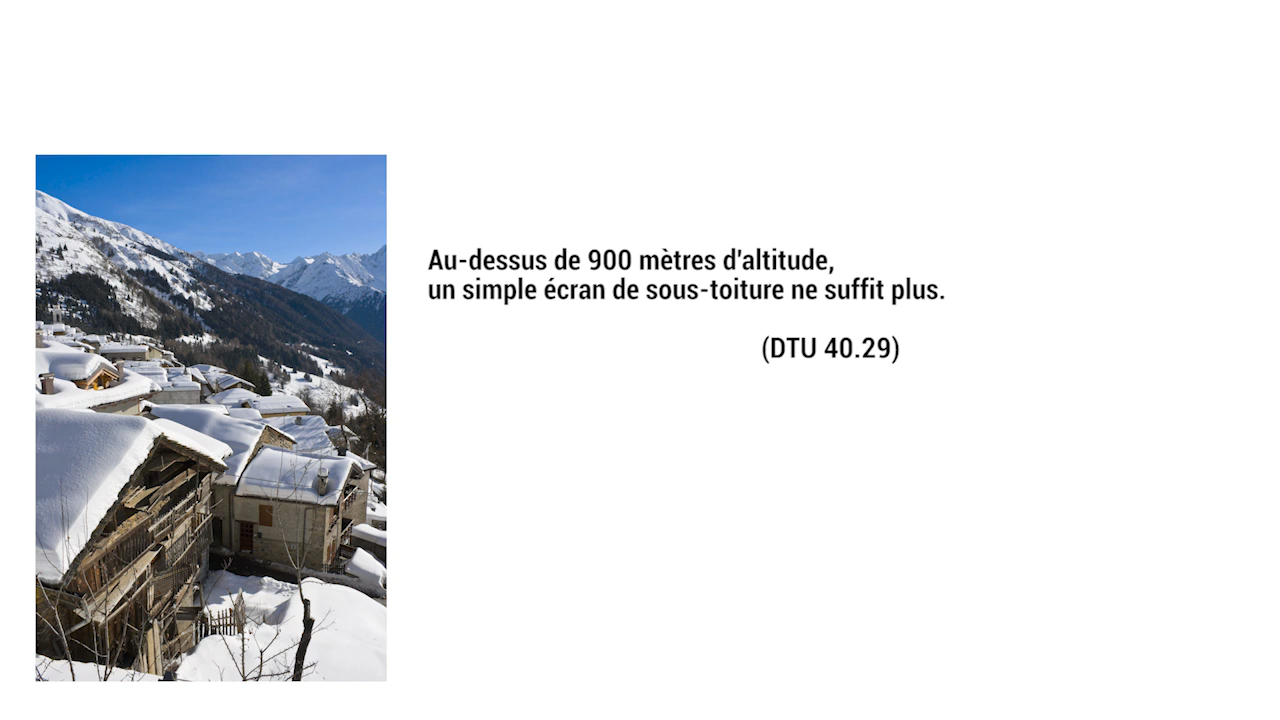 Au-dessus de 900 mètres d'altitude,
un simple écran de sous-toiture ne suffit plus.
(DTU 40.29)